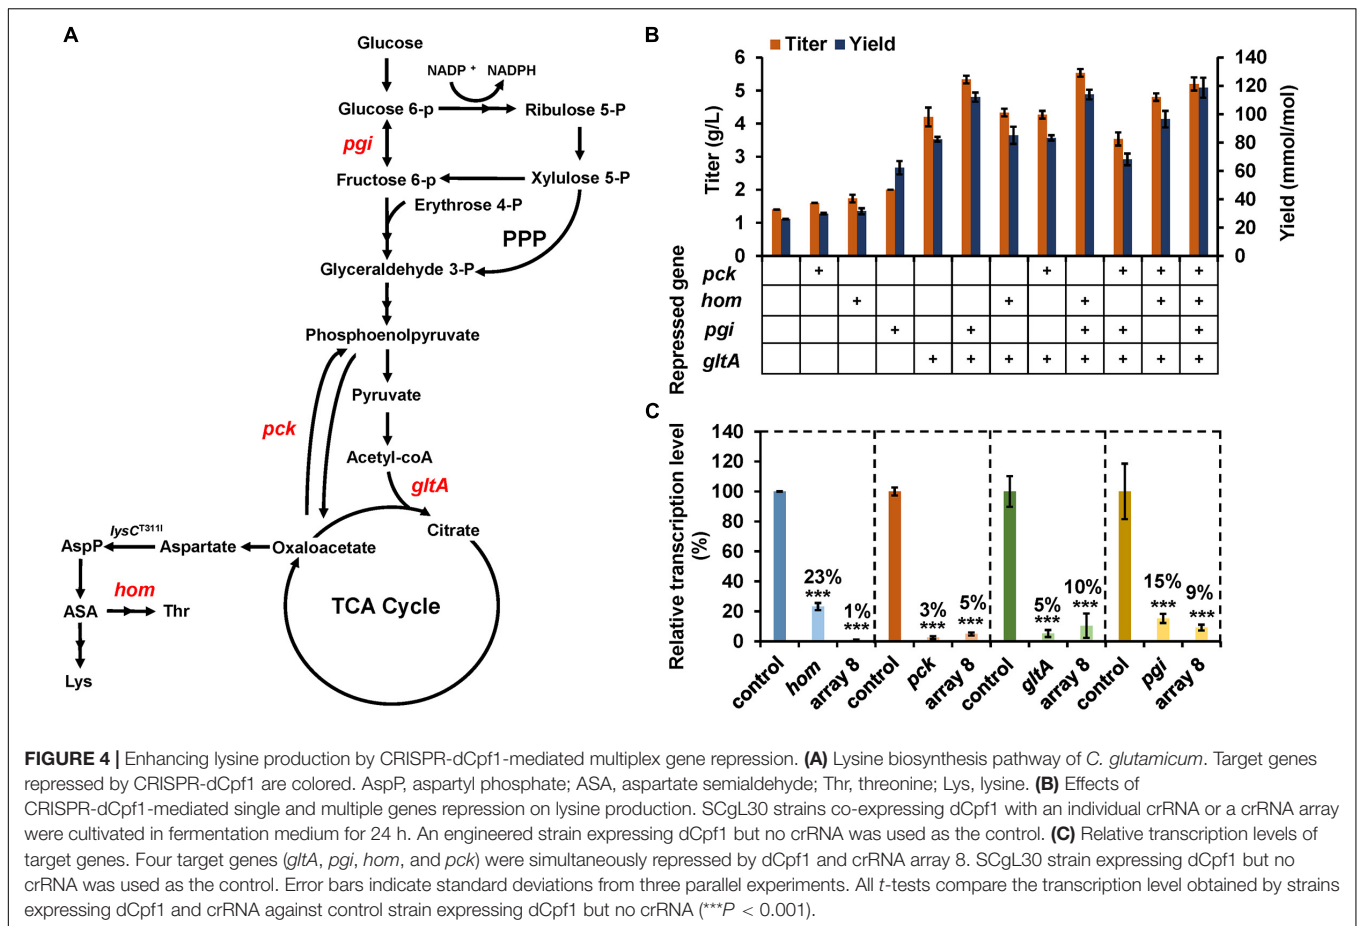 A
Glucose
NADP + NADPH
Glucose 6-p
Ribulose 5-P
pgi
Fructose 6-p
Xylulose 5-P
Erythrose 4-P
PPP
Glyceraldehyde 3-P
Phosphoenolpyruvate
Pyruvate
pck
Acetyl-coA
gltA
Citrate
lysC^T311I
AspP
Aspartate
Oxaloacetate
hom
TCA Cycle
ASA
Thr
Lys
B
Titer Yield
Titer (g/L)
6
5
4
3
2
1
0
140
120
100
80
60
40
20
0
Yield (mmol/mol)
Repressed gene
pck + + + + +
hom + + + + +
pgi + + + + +
gltA + + + + + + + +
C
Relative transcription level
(%)
140
120
100
80
60
40
20
0
23%
***
1%
***
3%
***
5%
***
5%
***
10%
***
15%
***
9%
***
control hom array 8 control pck array 8 control gltA array 8 control pgi array 8
FIGURE 4 | Enhancing lysine production by CRISPR-dCpf1-mediated multiplex gene repression. (A) Lysine biosynthesis pathway of C. glutamicum. Target genes
repressed by CRISPR-dCpf1 are colored. AspP, aspartyl phosphate; ASA, aspartate semialdehyde; Thr, threonine; Lys, lysine. (B) Effects of
CRISPR-dCpf1-mediated single and multiple genes repression on lysine production. SCgL30 strains co-expressing dCpf1 with an individual crRNA or a crRNA array
were cultivated in fermentation medium for 24 h. An engineered strain expressing dCpf1 but no crRNA was used as the control. (C) Relative transcription levels of
target genes. Four target genes (gltA, pgi, hom, and pck) were simultaneously repressed by dCpf1 and crRNA array 8. SCgL30 strain expressing dCpf1 but no
crRNA was used as the control. Error bars indicate standard deviations from three parallel experiments. All t-tests compare the transcription level obtained by strains
expressing dCpf1 and crRNA against control strain expressing dCpf1 but no crRNA (***P < 0.001).